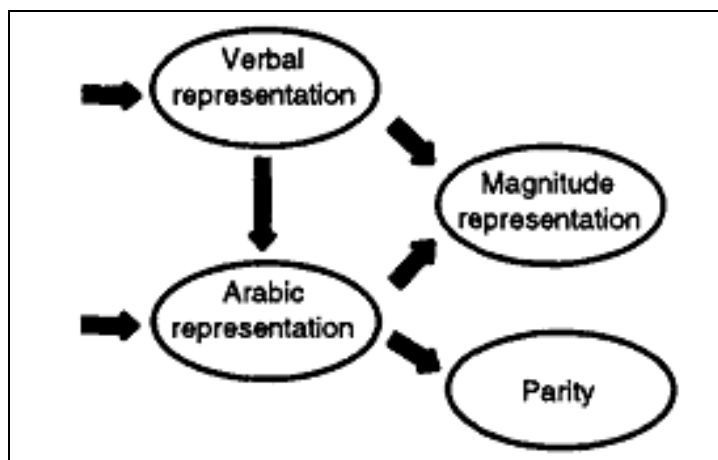 Verbal
representation
Magnitude
representation
Arabic
representation
Parity